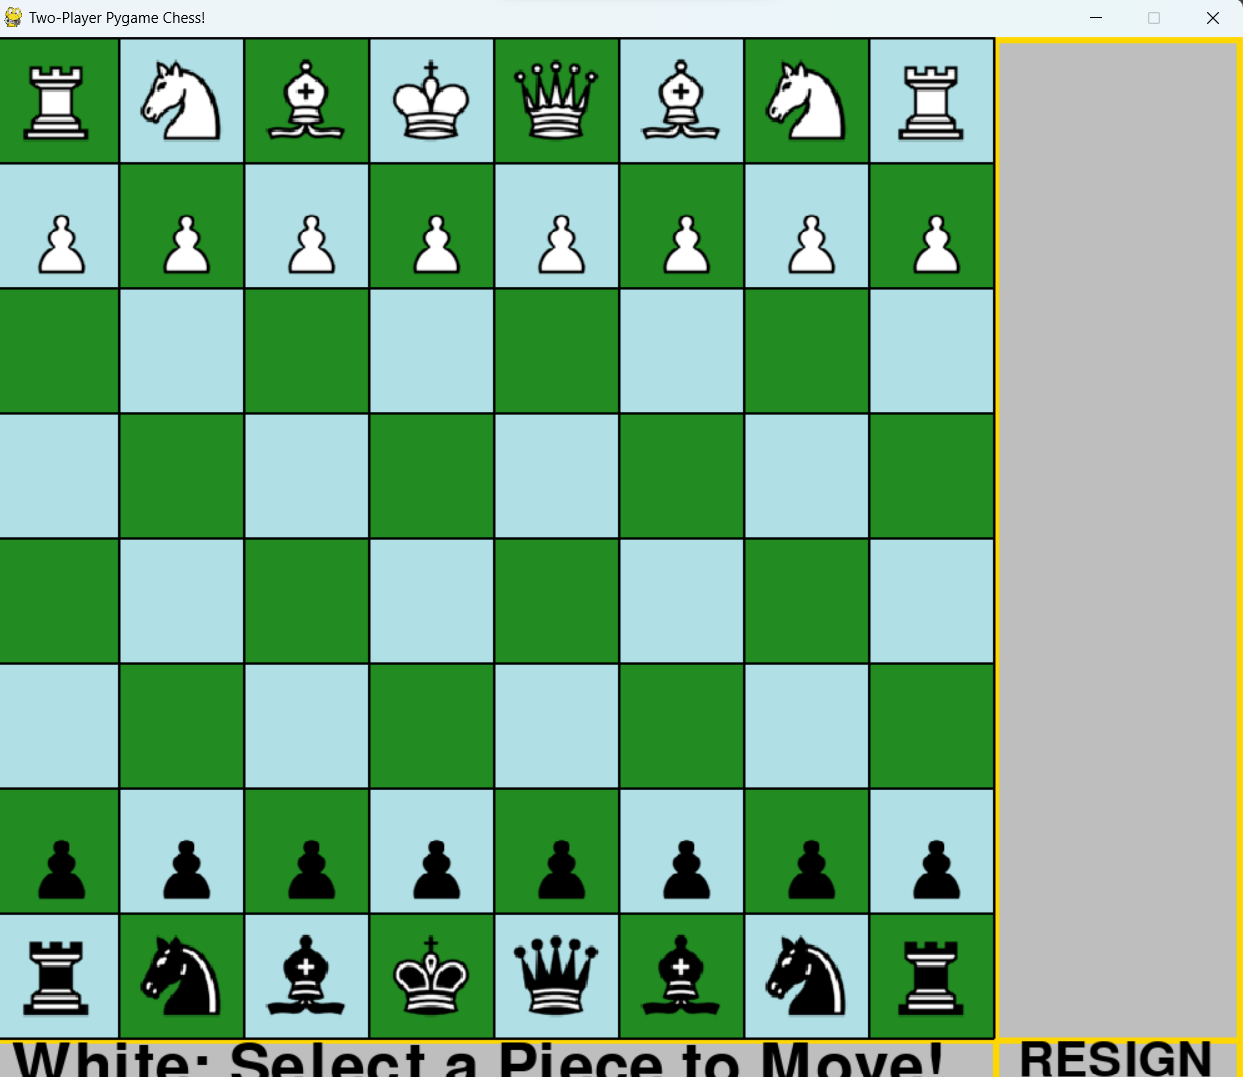 Two-Player Pygame Chess!
White: Select a Piece to Move!
RESIGN